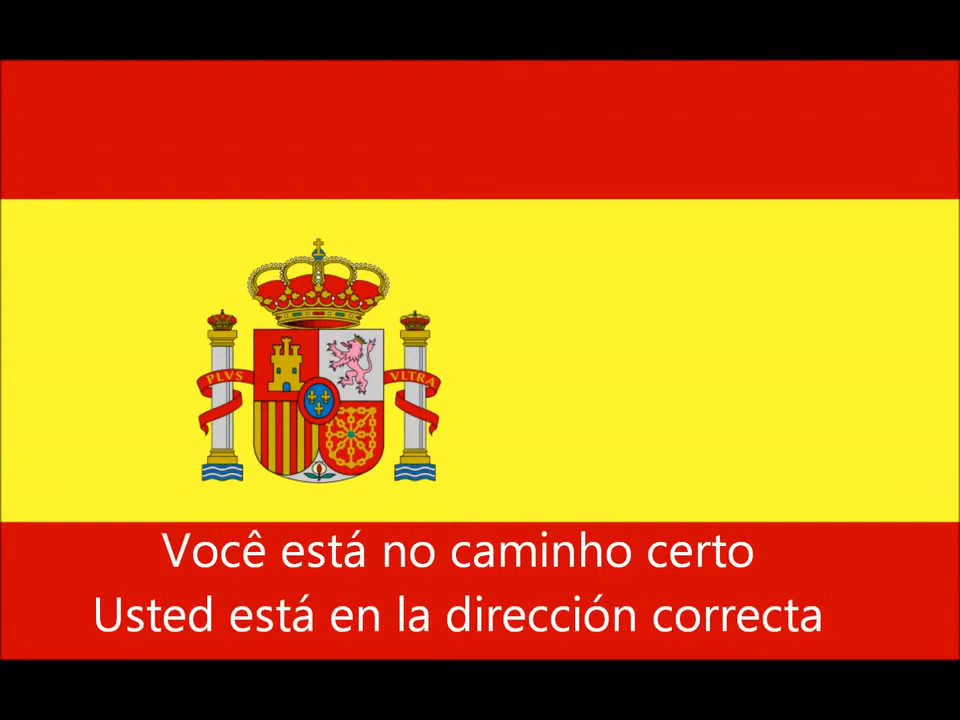 PLVS VLTRA
Você está no caminho certo
Usted está en la dirección correcta